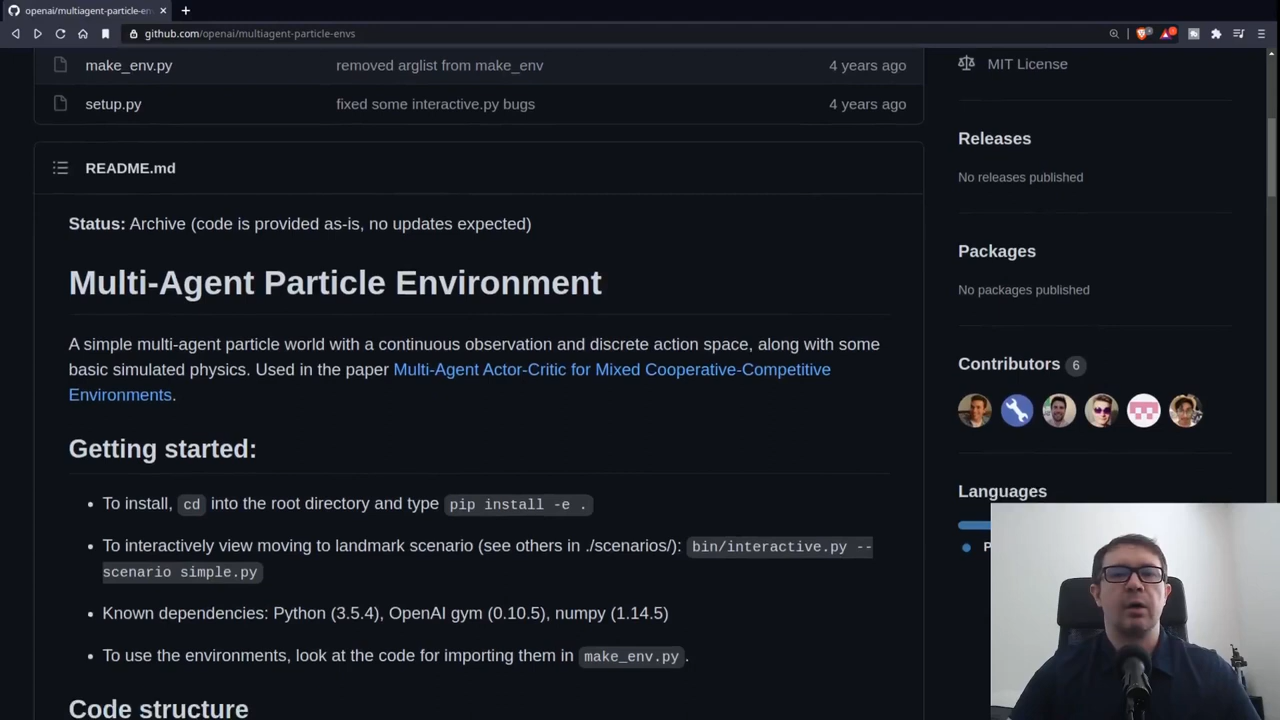 openai/multiagent-particle-en
github.com/openai/multiagent-particle-envs
make_env.py removed arglist from make_env 4 years ago
setup.py fixed some interactive.py bugs 4 years ago
README.md
Status: Archive (code is provided as-is, no updates expected)
Multi-Agent Particle Environment
A simple multi-agent particle world with a continuous observation and discrete action space, along with some
basic simulated physics. Used in the paper Multi-Agent Actor-Critic for Mixed Cooperative-Competitive
Environments.
Getting started:
To install, cd into the root directory and type pip install -e .
To interactively view moving to landmark scenario (see others in ./scenarios/): bin/interactive.py --
scenario simple.py
Known dependencies: Python (3.5.4), OpenAI gym (0.10.5), numpy (1.14.5)
To use the environments, look at the code for importing them in make_env.py.
Code structure
MIT License
Releases
No releases published
Packages
No packages published
Contributors 6
Languages